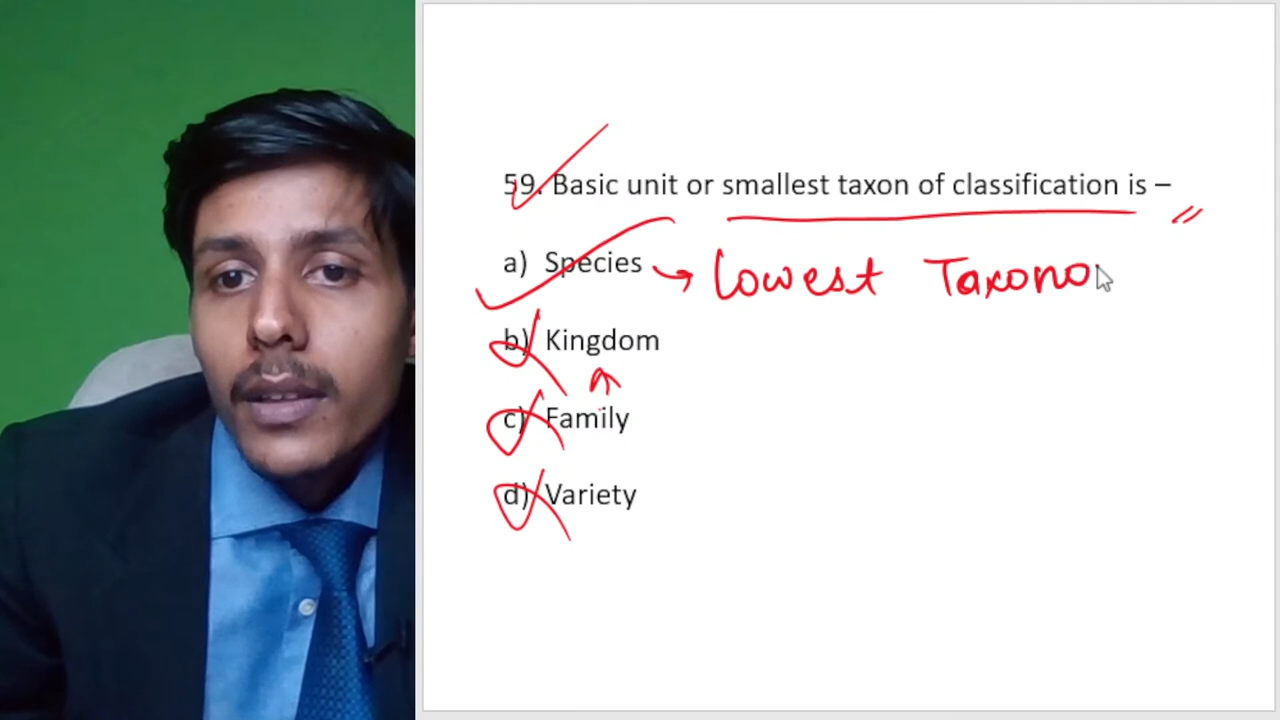 59. Basic unit or smallest taxon of classification is –
a) Species → Lowest Taxono
b) Kingdom
c) Family
d) Variety